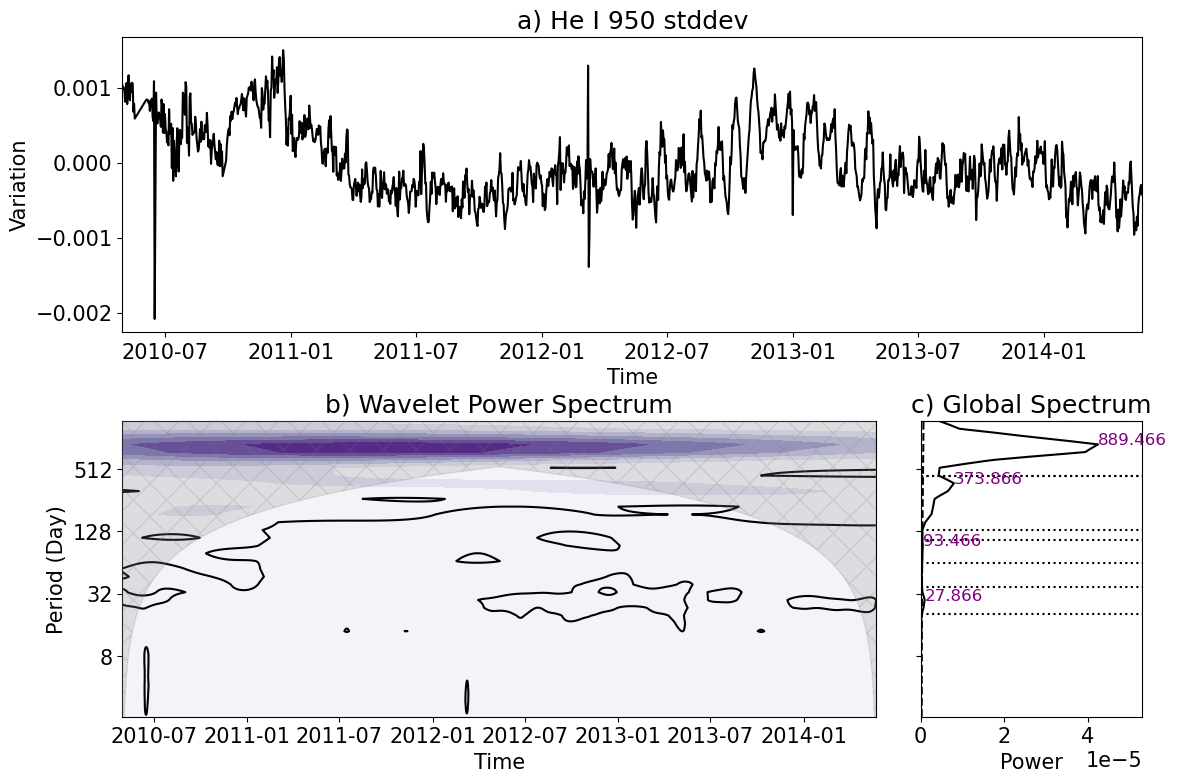 a) He I 950 stddev
Variation
0.001
0.000
−0.001
−0.002
2010-07 2011-01 2011-07 2012-01 2012-07 2013-01 2013-07 2014-01
Time
b) Wavelet Power Spectrum
Period (Day)
512
128
32
8
2010-07 2011-01 2011-07 2012-01 2012-07 2013-01 2013-07 2014-01
Time
c) Global Spectrum
889.466
373.866
93.466
27.866
0 2 4
Power 1e−5